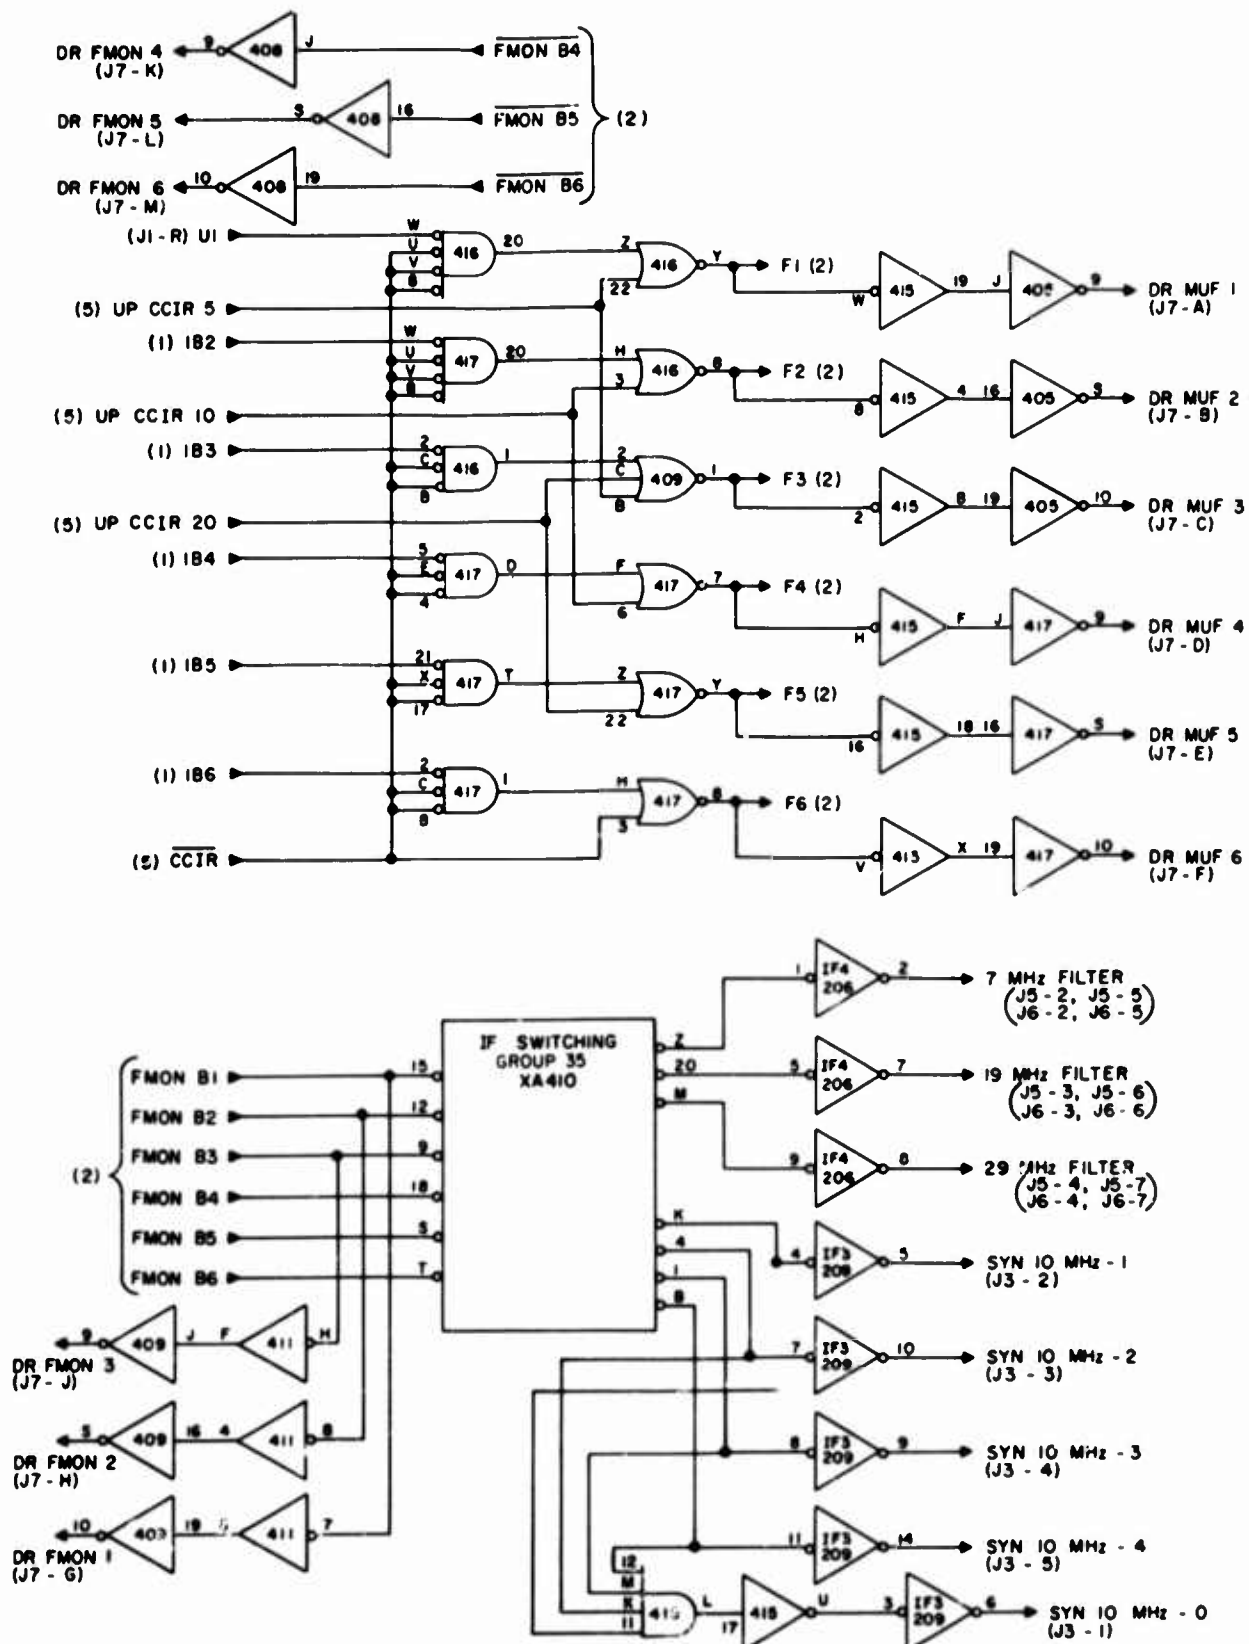 DR FMON 4 9 408 J FMON B4
(J7-K)
DR FMON 5 S 408 16 FMON B5 (2)
(J7-L)
DR FMON 6 10 408 19 FMON B6
(J7-M)
(J1-R) U1 W
U 416 20 Z 416 Y F1 (2)
V
B 22 W 415 19 J 405 9 DR MUF 1
(J7-A)
(5) UP CCIR 5
(1) IB2 W
U 417 20 H 416 8 F2 (2)
V 3
B 8 415 4 16 405 S DR MUF 2
(J7-B)
(5) UP CCIR 10
(1) IB3 2
C 416 1 2 409 1 F3 (2)
B C
B 2 415 8 19 405 10 DR MUF 3
(J7-C)
(5) UP CCIR 20
(1) IB4 5
E 417 D F 417 7 F4 (2)
4 6
H 415 F J 417 9 DR MUF 4
(J7-D)
(1) IB5 21
X 417 T Z 417 Y F5 (2)
17 22
16 415 18 16 417 S DR MUF 5
(J7-E)
(1) IB6 2
C 417 1 H 417 8 F6 (2)
B 3
(5) CCIR V 413 X 19 417 10 DR MUF 6
(J7-F)
IF SWITCHING
GROUP 35
XA410
1 IF4 206 2 7 MHz FILTER
(J5-2, J5-5
J6-2, J6-5)
Z
20 5 IF4 206 7 19 MHz FILTER
(J5-3, J5-6
J6-3, J6-6)
M
9 IF4 206 8 29 MHz FILTER
(J5-4, J5-7
J6-4, J6-7)
(2)
FMON B1 15
FMON B2 12
FMON B3 9
FMON B4 18
FMON B5 S
FMON B6 T
K 4 IF3 209 5 SYN 10 MHz-1
(J3-2)
4
1
B
7 IF3 209 10 SYN 10 MHz-2
(J3-3)
8 IF3 209 9 SYN 10 MHz-3
(J3-4)
11 IF3 209 14 SYN 10 MHz-4
(J3-5)
12
M
K
11 L 17 415 U 3 IF3 209 6 SYN 10 MHz-0
(J3-1)
9 409 J F 411 H
DR FMON 3
(J7-J)
409 16 4 411 8
DR FMON 2
(J7-H)
10 19 411 7
DR FMON 1
(J7-G)